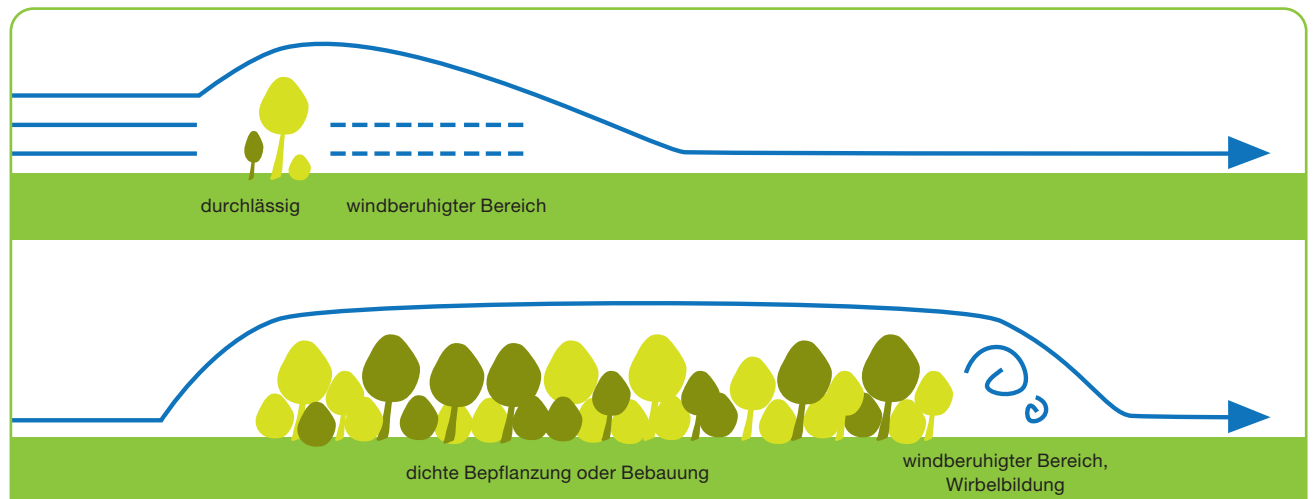 durchlässig
windberuhigter Bereich
dichte Bepflanzung oder Bebauung
windberuhigter Bereich,
Wirbelbildung